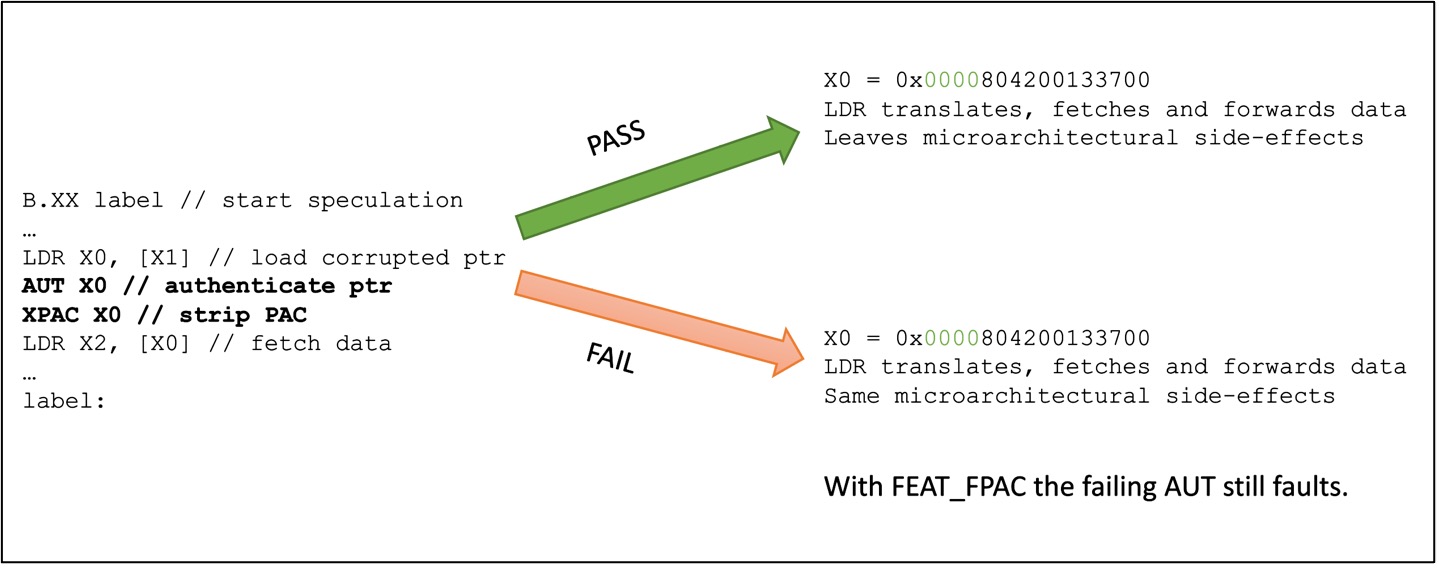 B.XX label // start speculation
…
LDR X0, [X1] // load corrupted ptr
AUT X0 // authenticate ptr
XPAC X0 // strip PAC
LDR X2, [X0] // fetch data
…
label:
PASS
X0 = 0x0000804200133700
LDR translates, fetches and forwards data
Leaves microarchitectural side-effects
FAIL
X0 = 0x0000804200133700
LDR translates, fetches and forwards data
Same microarchitectural side-effects
With FEAT_FPAC the failing AUT still faults.